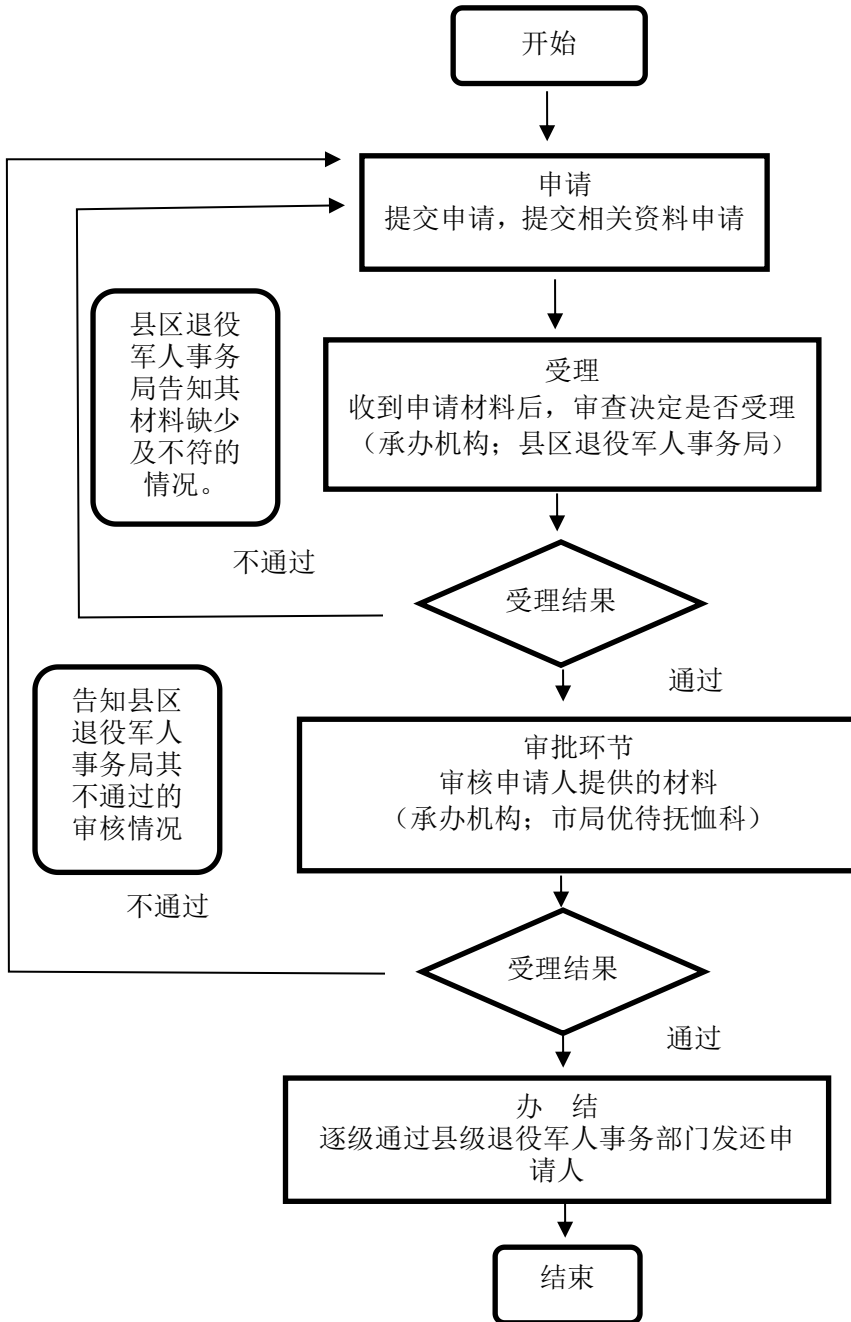 开始
申请
提交申请，提交相关资料申请
县区退役
军人事务
局告知其
材料缺少
及不符的
情况。
受理
收到申请材料后，审查决定是否受理
（承办机构；县区退役军人事务局）
不通过
受理结果
通过
告知县区
退役军人
事务局其
不通过的
审核情况
审批环节
审核申请人提供的材料
（承办机构；市局优待抚恤科）
不通过
受理结果
通过
办 结
逐级通过县级退役军人事务部门发还申
请人
结束